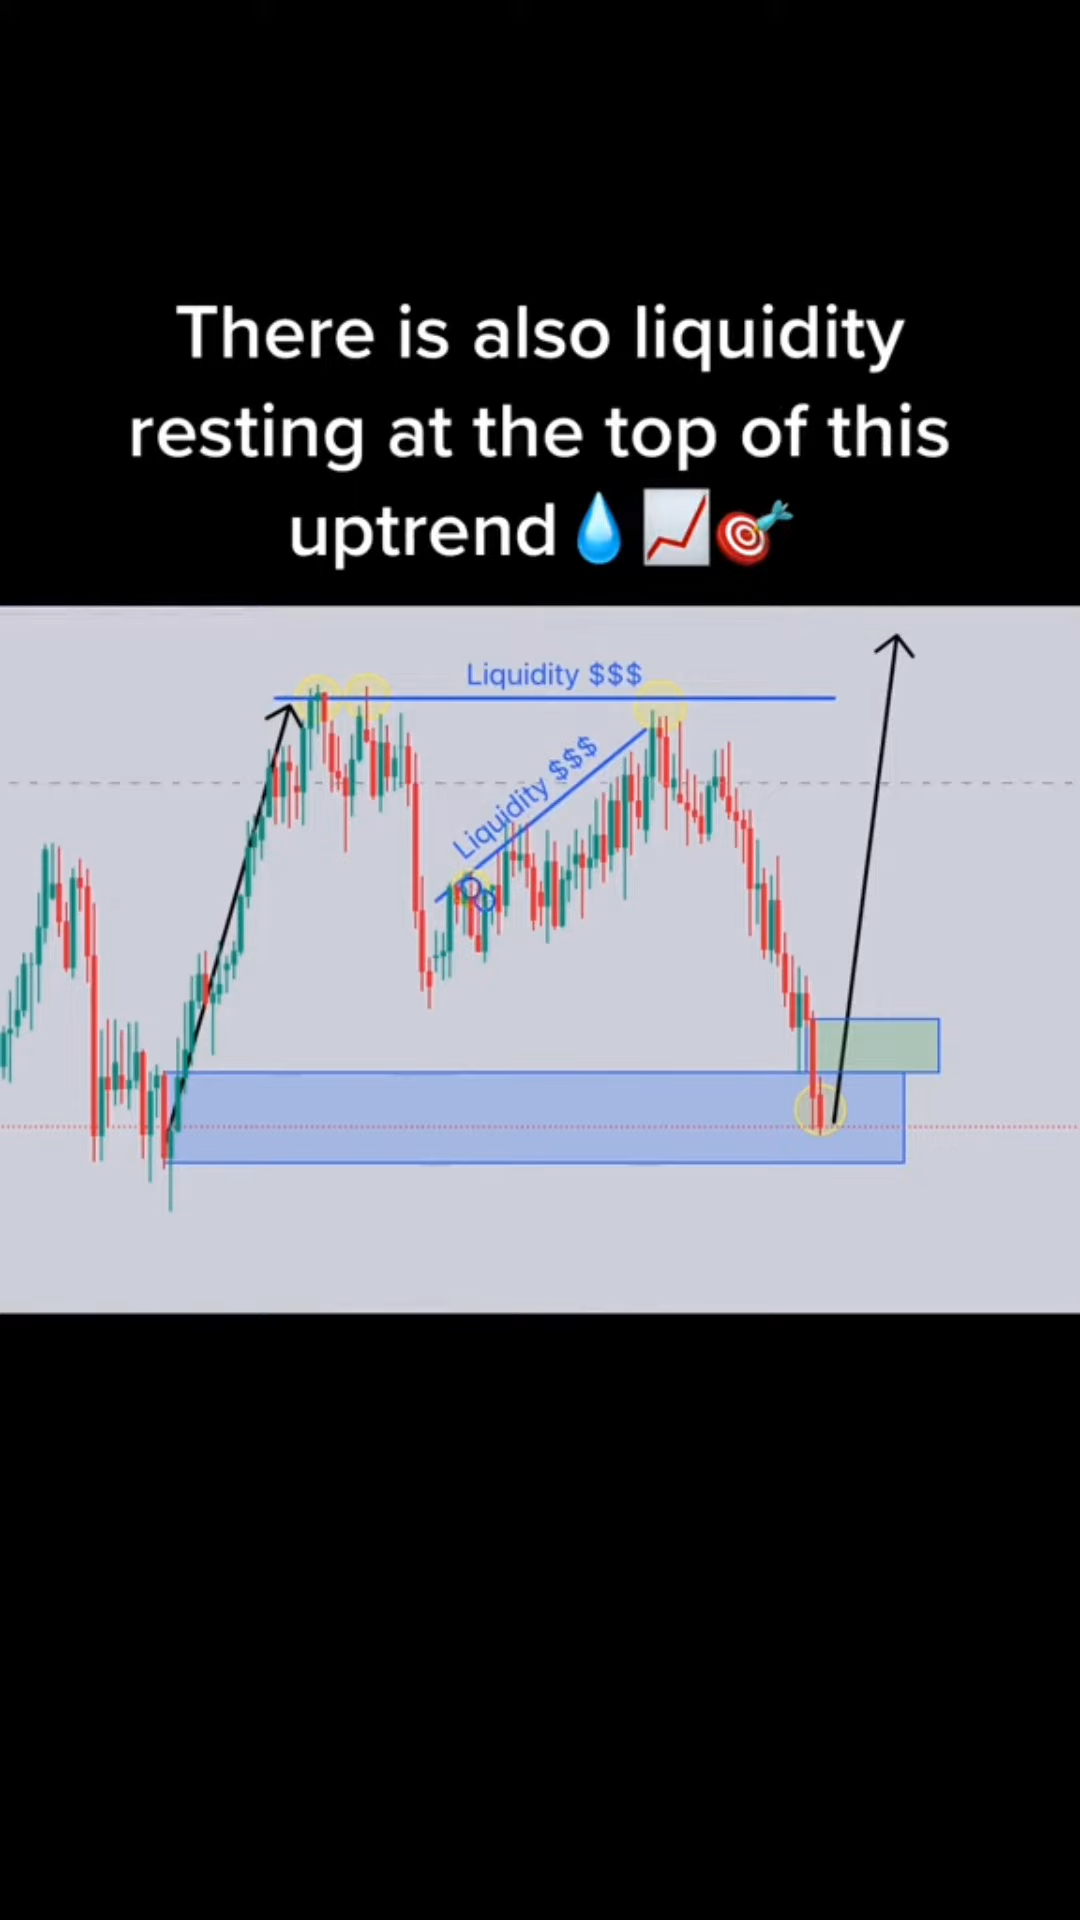 There is also liquidity
resting at the top of this
uptrend💧📈🎯
Liquidity $$$
Liquidity $$$